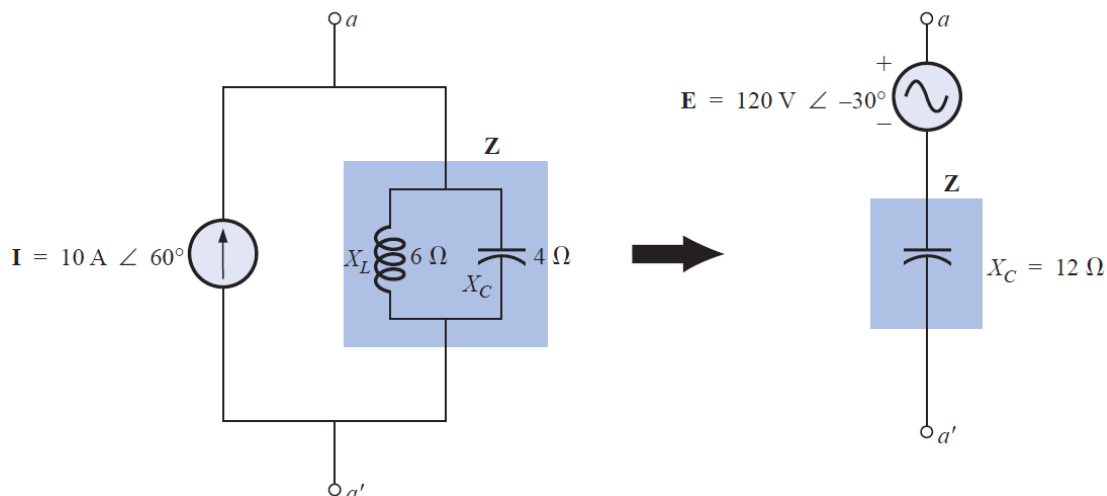 a
Z
I = 10 A ∠ 60°
X_L
6 Ω
4 Ω
X_C
a′
a
+
E = 120 V ∠ –30°
–
Z
X_C = 12 Ω
a′